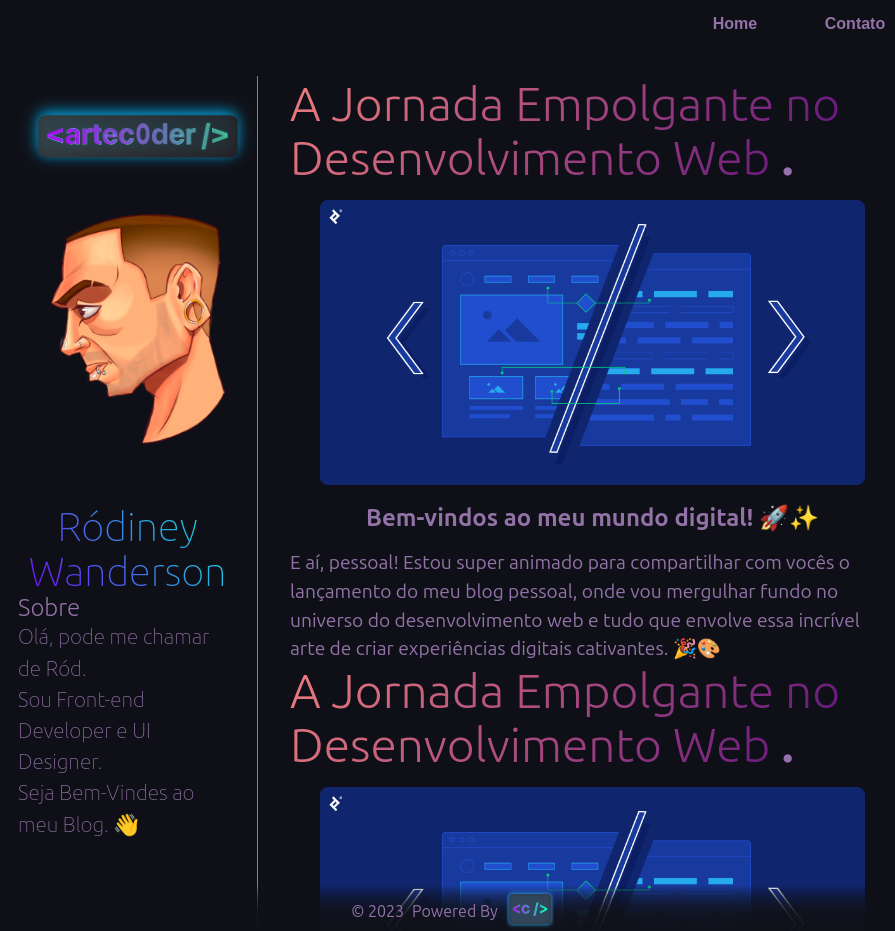 Home Contato
<artec0der />
Ródiney
Wanderson
Sobre
Olá, pode me chamar
de Ród.
Sou Front-end
Developer e UI
Designer.
Seja Bem-Vindes ao
meu Blog. 👋
A Jornada Empolgante no
Desenvolvimento Web .
Bem-vindos ao meu mundo digital! 🚀✨
E aí, pessoal! Estou super animado para compartilhar com vocês o
lançamento do meu blog pessoal, onde vou mergulhar fundo no
universo do desenvolvimento web e tudo que envolve essa incrível
arte de criar experiências digitais cativantes. 🎉🎨
A Jornada Empolgante no
Desenvolvimento Web .
© 2023 Powered By <c />